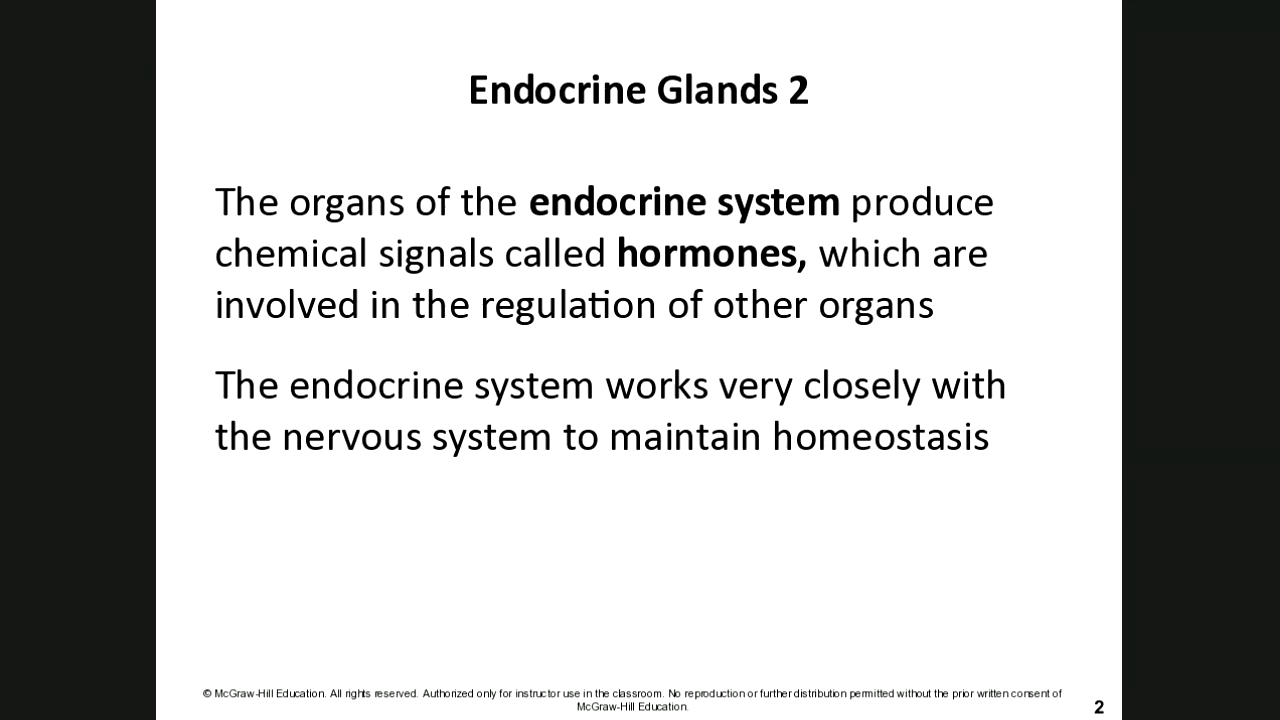 Endocrine Glands 2
The organs of the endocrine system produce
chemical signals called hormones, which are
involved in the regulation of other organs
The endocrine system works very closely with
the nervous system to maintain homeostasis
© McGraw-Hill Education. All rights reserved. Authorized only for instructor use in the classroom. No reproduction or further distribution permitted without the prior written consent of
McGraw-Hill Education.
2